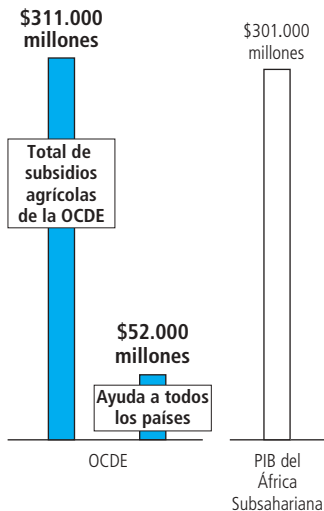 $311.000
millones
Total de
subsidios
agrícolas
de la OCDE
$52.000
millones
Ayuda a todos
los países
OCDE
$301.000
millones
PIB del
África
Subsahariana